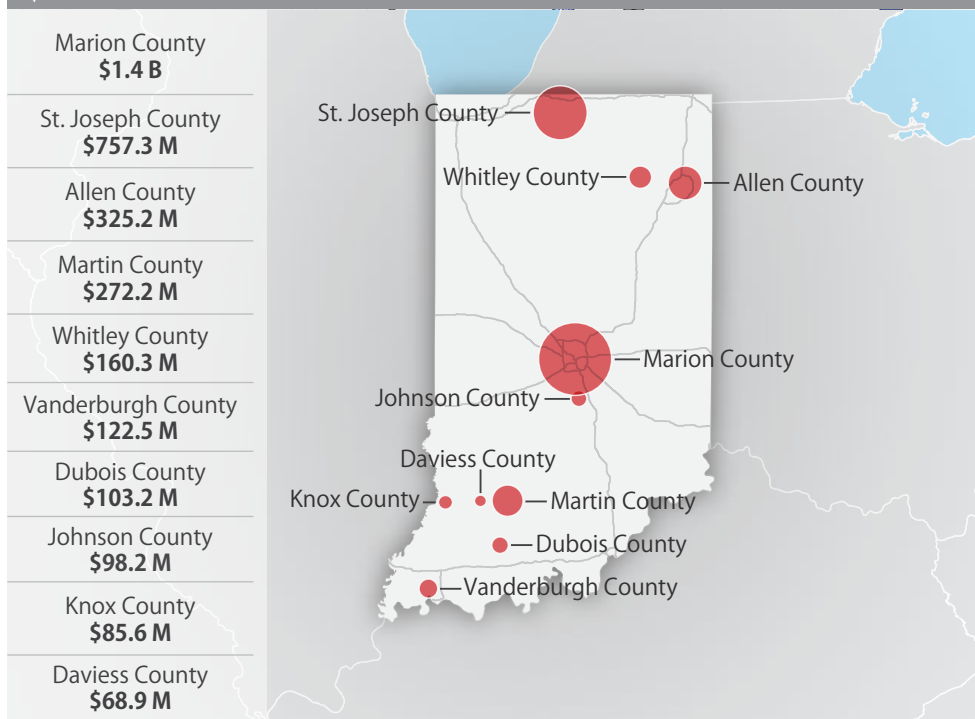 Marion County
$1.4 B
St. Joseph County
$757.3 M
Allen County
$325.2 M
Martin County
$272.2 M
Whitley County
$160.3 M
Vanderburgh County
$122.5 M
Dubois County
$103.2 M
Johnson County
$98.2 M
Knox County
$85.6 M
Daviess County
$68.9 M
St. Joseph County
Whitley County
Allen County
Marion County
Johnson County
Daviess County
Knox County
Martin County
Dubois County
Vanderburgh County